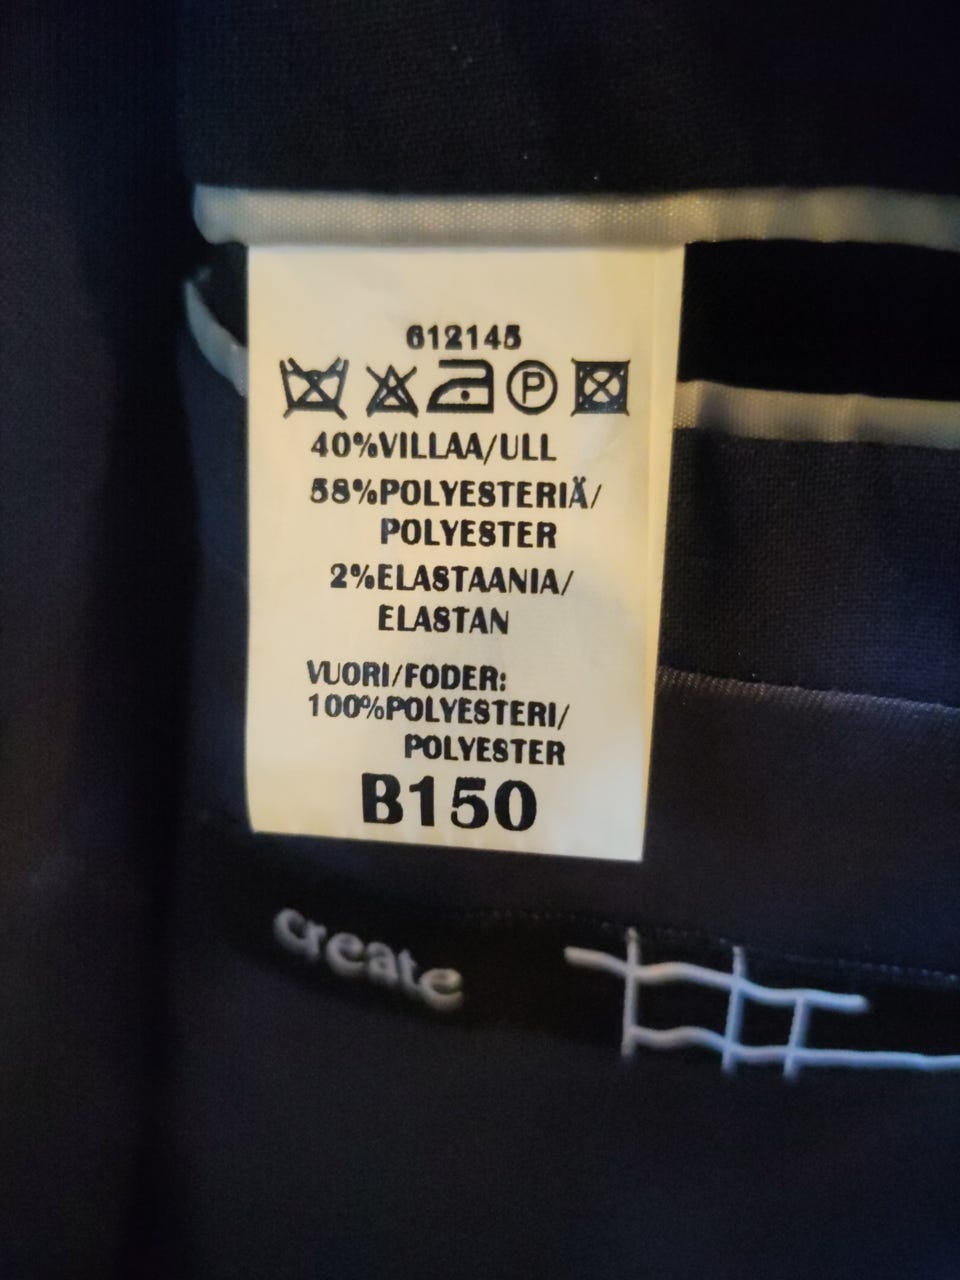 612145
P
40%VILLAA/ULL
58%POLYESTERIÄ/
POLYESTER
2%ELASTAANIA/
ELASTAN
VUORI/FODER:
100%POLYESTERI/
POLYESTER
B150
create